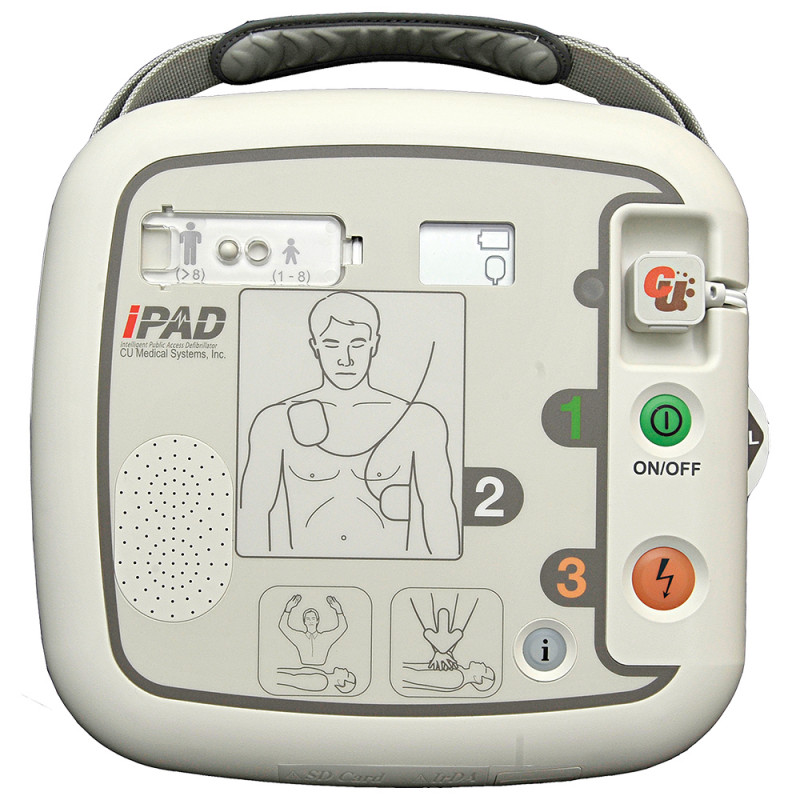 (>8)
(1 - 8)
CU
iPAD
Intelligent Public Access Defibrillator
CU Medical Systems, Inc.
1
ON/OFF
L
2
3
i
SD Card
IrDA